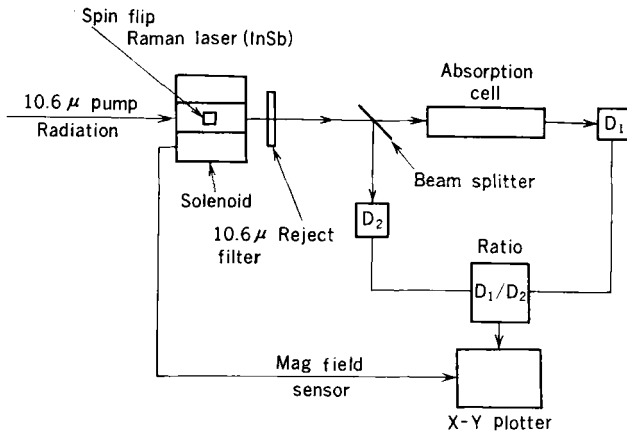 Spin flip
Raman laser (InSb)
10.6 μ pump
Radiation
Solenoid
10.6 μ Reject
filter
Absorption
cell
D₁
Beam splitter
D₂
Ratio
D₁/D₂
Mag field
sensor
X-Y plotter